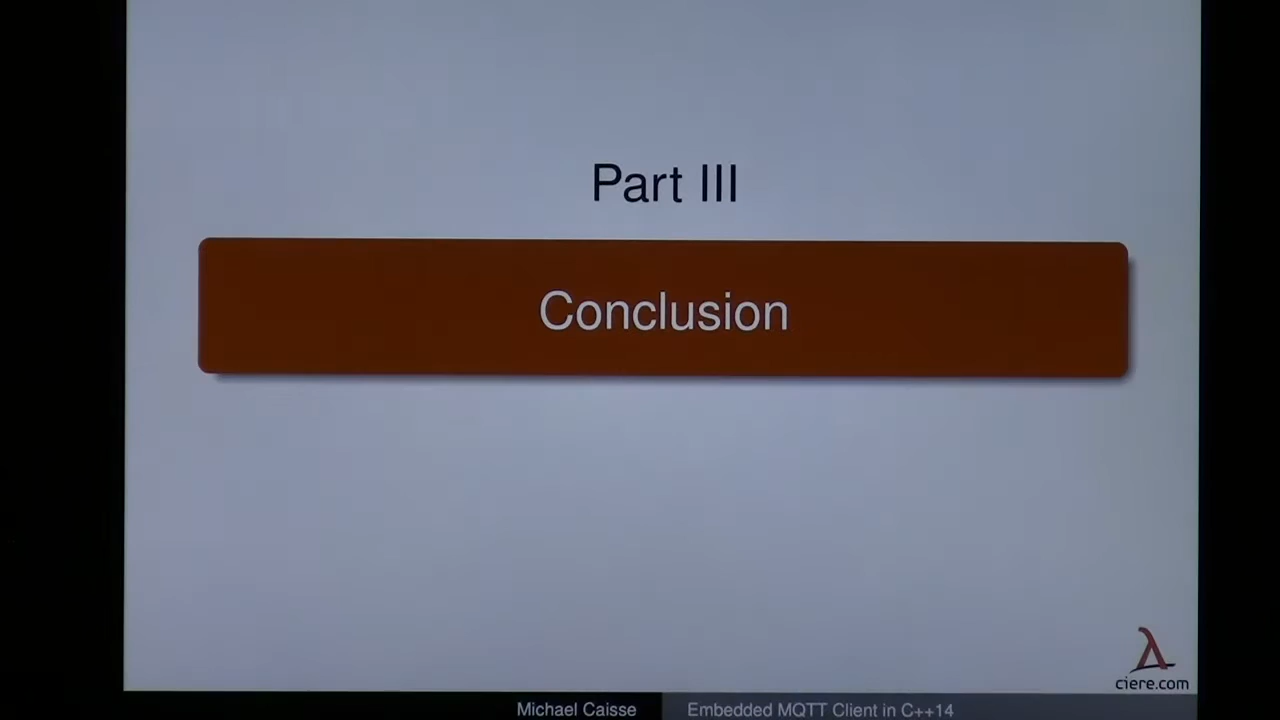 Part III
Conclusion
ciere.com
Michael Caisse
Embedded MQTT Client in C++14